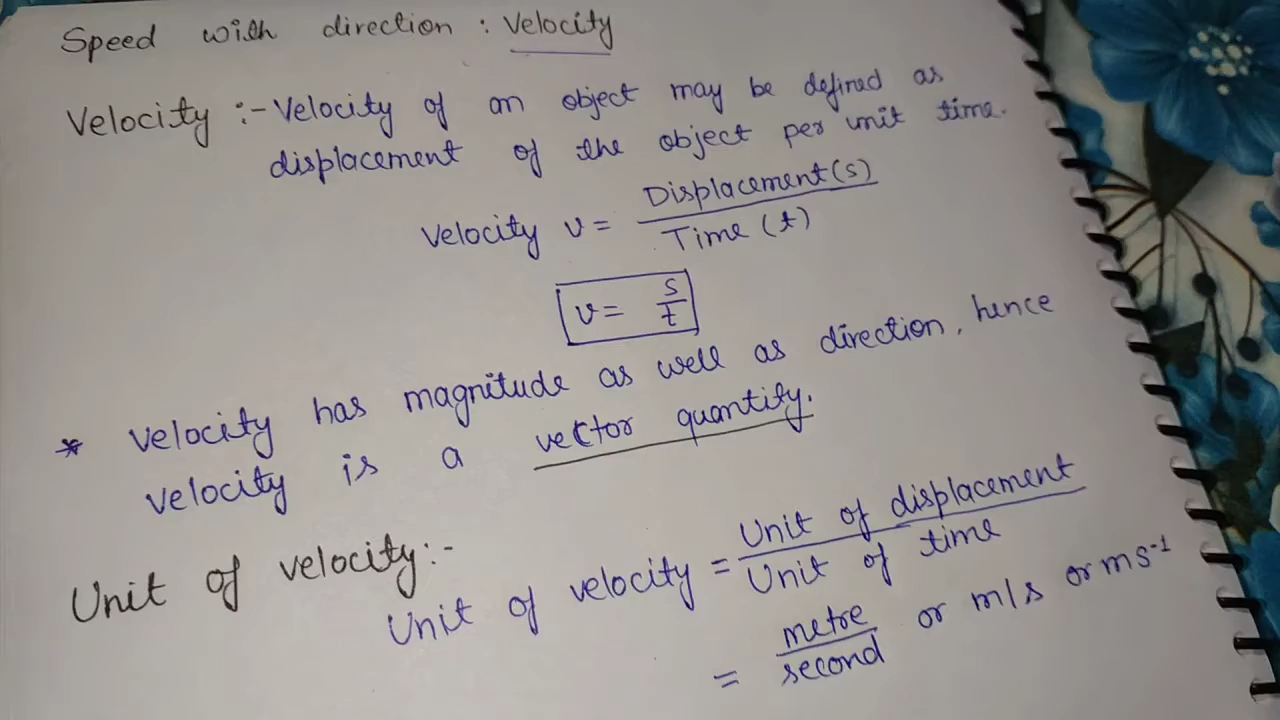 Speed with direction : Velocity
Velocity :- Velocity of an object may be defined as
displacement of the object per unit time.
Velocity v = Displacement (s) / Time (t)
v = s/t
* Velocity has magnitude as well as direction, hence
velocity is a vector quantity.
Unit of velocity :-
Unit of velocity = Unit of displacement / Unit of time
= metre / second or m/s or ms⁻¹